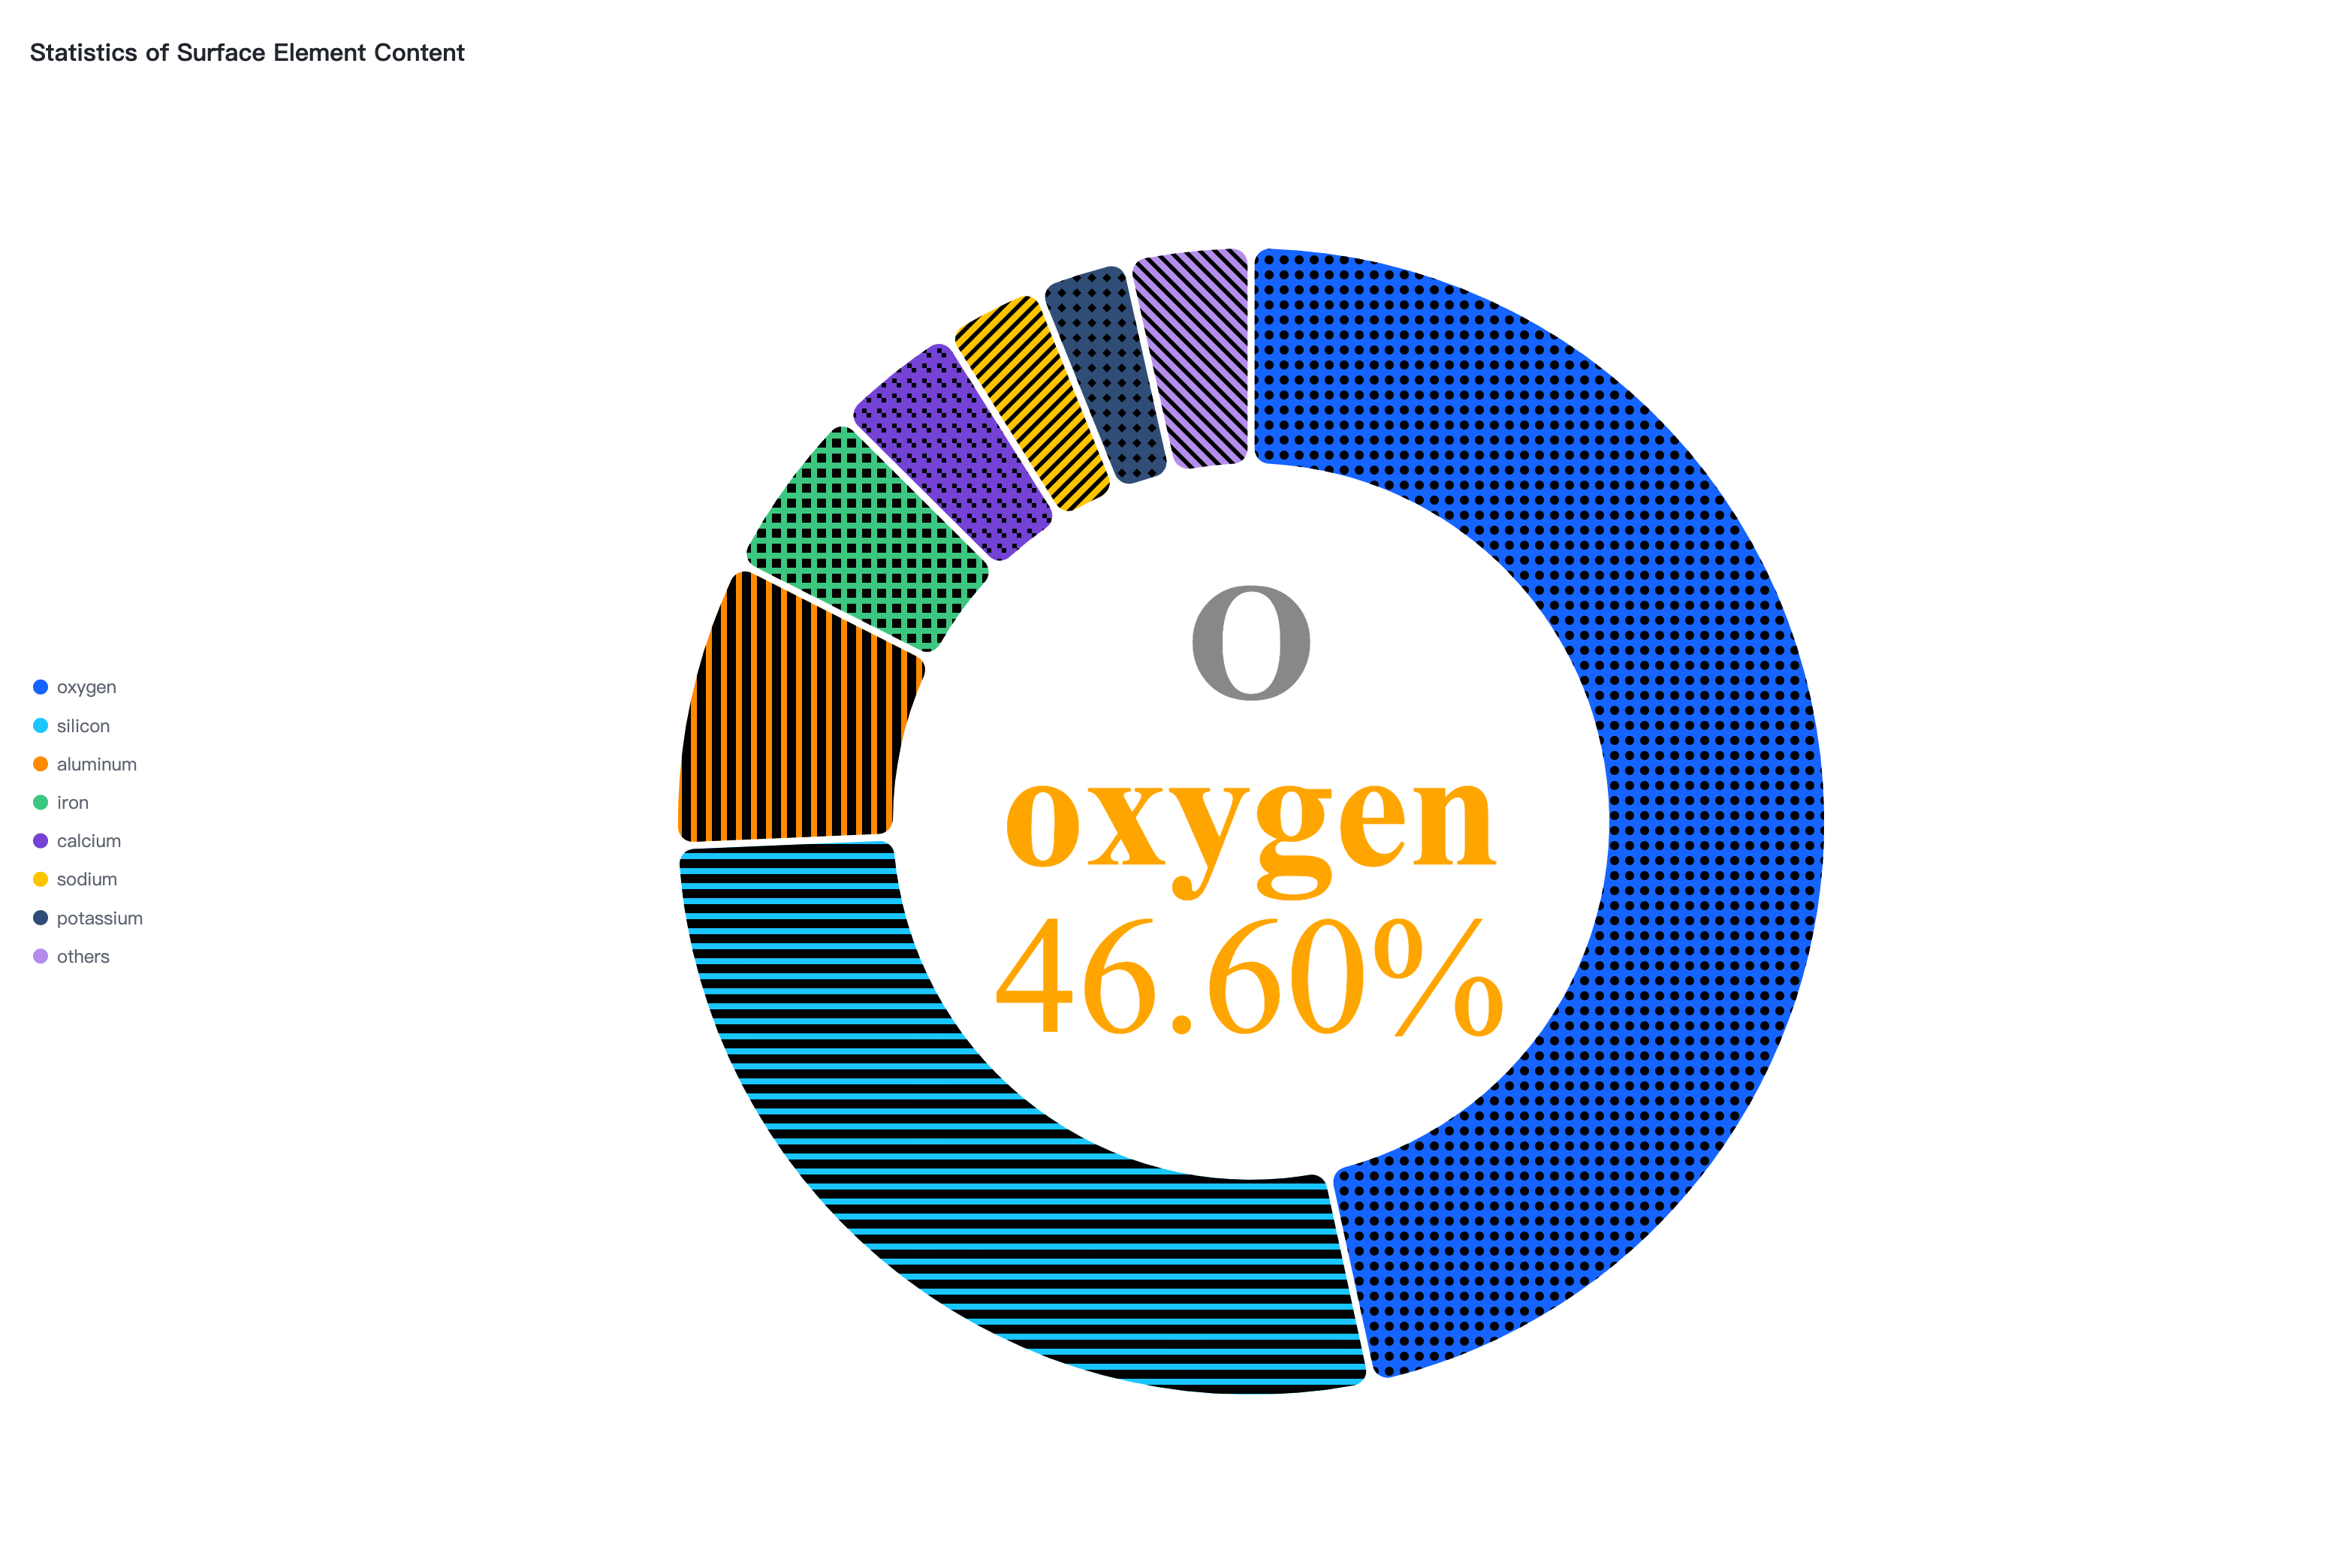 Statistics of Surface Element Content
oxygen
silicon
aluminum
iron
calcium
sodium
potassium
others
O
oxygen
46.60%